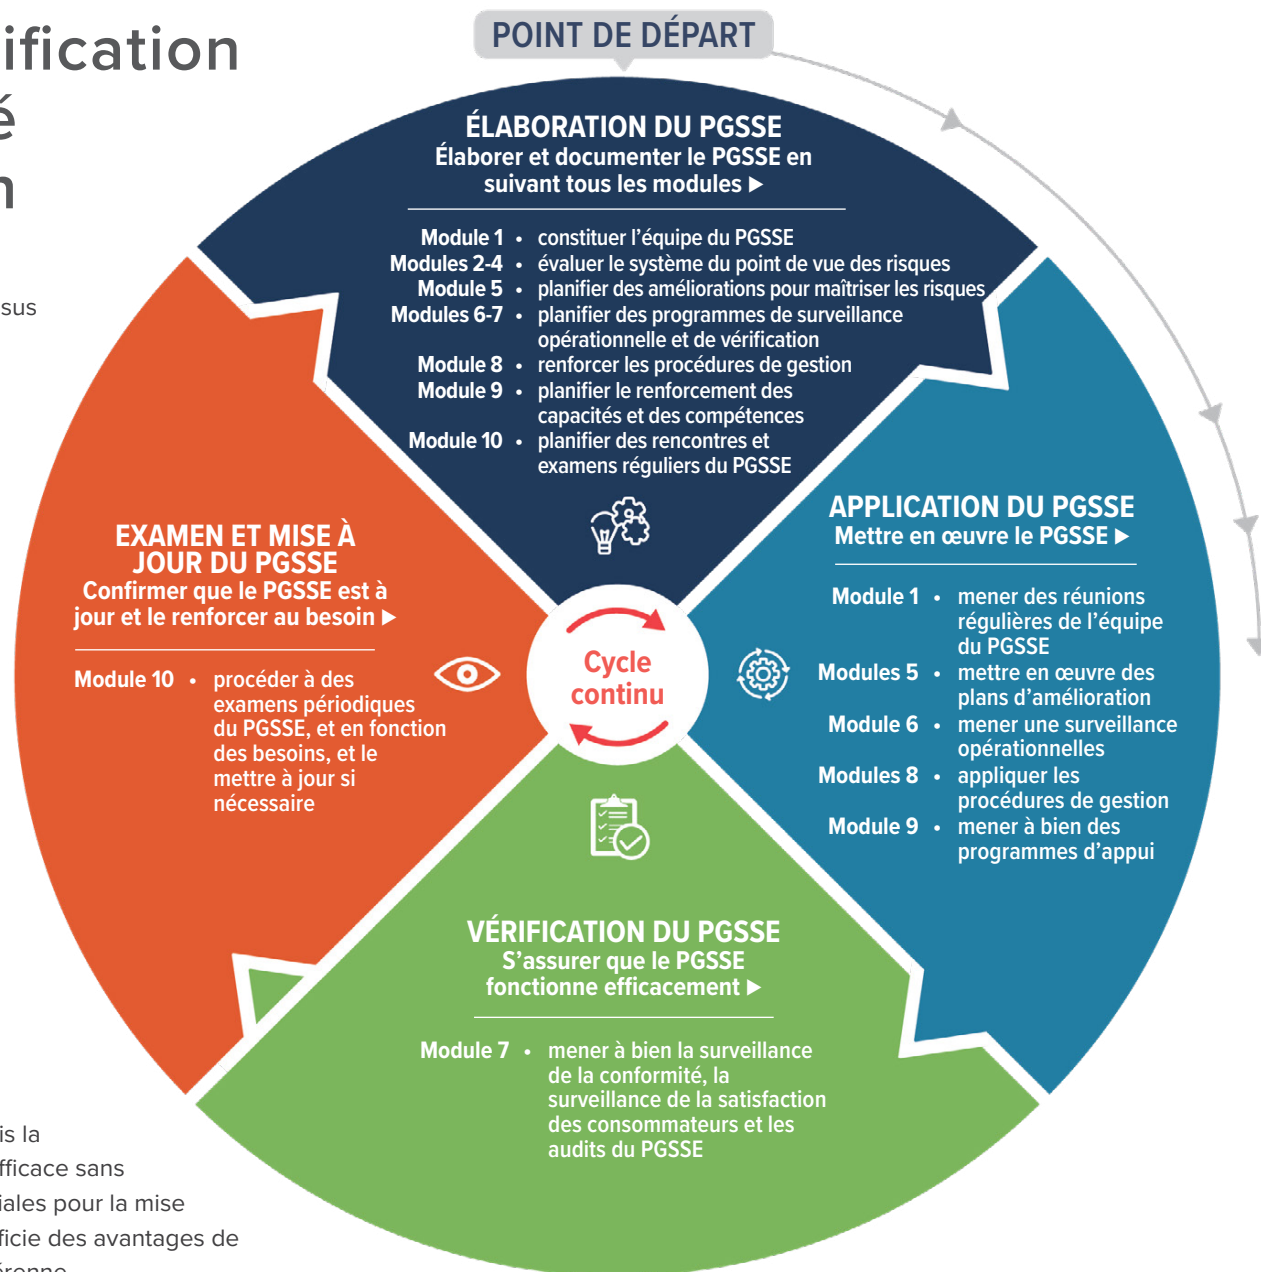 ification
é
n
sus
POINT DE DÉPART
ÉLABORATION DU PGSSE
Élaborer et documenter le PGSSE en
suivant tous les modules ▶
Module 1 • constituer l’équipe du PGSSE
Modules 2-4 • évaluer le système du point de vue des risques
Module 5 • planifier des améliorations pour maîtriser les risques
Modules 6-7 • planifier des programmes de surveillance
opérationnelle et de vérification
Module 8 • renforcer les procédures de gestion
Module 9 • planifier le renforcement des
capacités et des compétences
Module 10 • planifier des rencontres et
examens réguliers du PGSSE
APPLICATION DU PGSSE
Mettre en œuvre le PGSSE ▶
Module 1 • mener des réunions
régulières de l’équipe
du PGSSE
Modules 5 • mettre en œuvre des
plans d’amélioration
Module 6 • mener une surveillance
opérationnelles
Modules 8 • appliquer les
procédures de gestion
Module 9 • mener à bien des
programmes d’appui
VÉRIFICATION DU PGSSE
S’assurer que le PGSSE
fonctionne efficacement ▶
Module 7 • mener à bien la surveillance
de la conformité, la
surveillance de la satisfaction
des consommateurs et les
audits du PGSSE
EXAMEN ET MISE À
JOUR DU PGSSE
Confirmer que le PGSSE est à
jour et le renforcer au besoin ▶
Module 10 • procéder à des
examens périodiques
du PGSSE, et en fonction
des besoins, et le
mettre à jour si
nécessaire
Cycle
continu
is la
fficace sans
iales pour la mise
ficie des avantages de